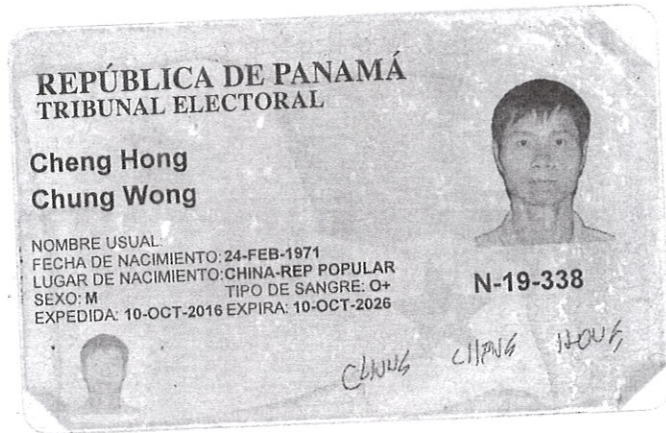 REPÚBLICA DE PANAMÁ
TRIBUNAL ELECTORAL
Cheng Hong
Chung Wong
NOMBRE USUAL:
FECHA DE NACIMIENTO: 24-FEB-1971
LUGAR DE NACIMIENTO: CHINA-REP POPULAR
SEXO: M TIPO DE SANGRE: O+
EXPEDIDA: 10-OCT-2016 EXPIRA: 10-OCT-2026
N-19-338
CHUNG CHENG HONG